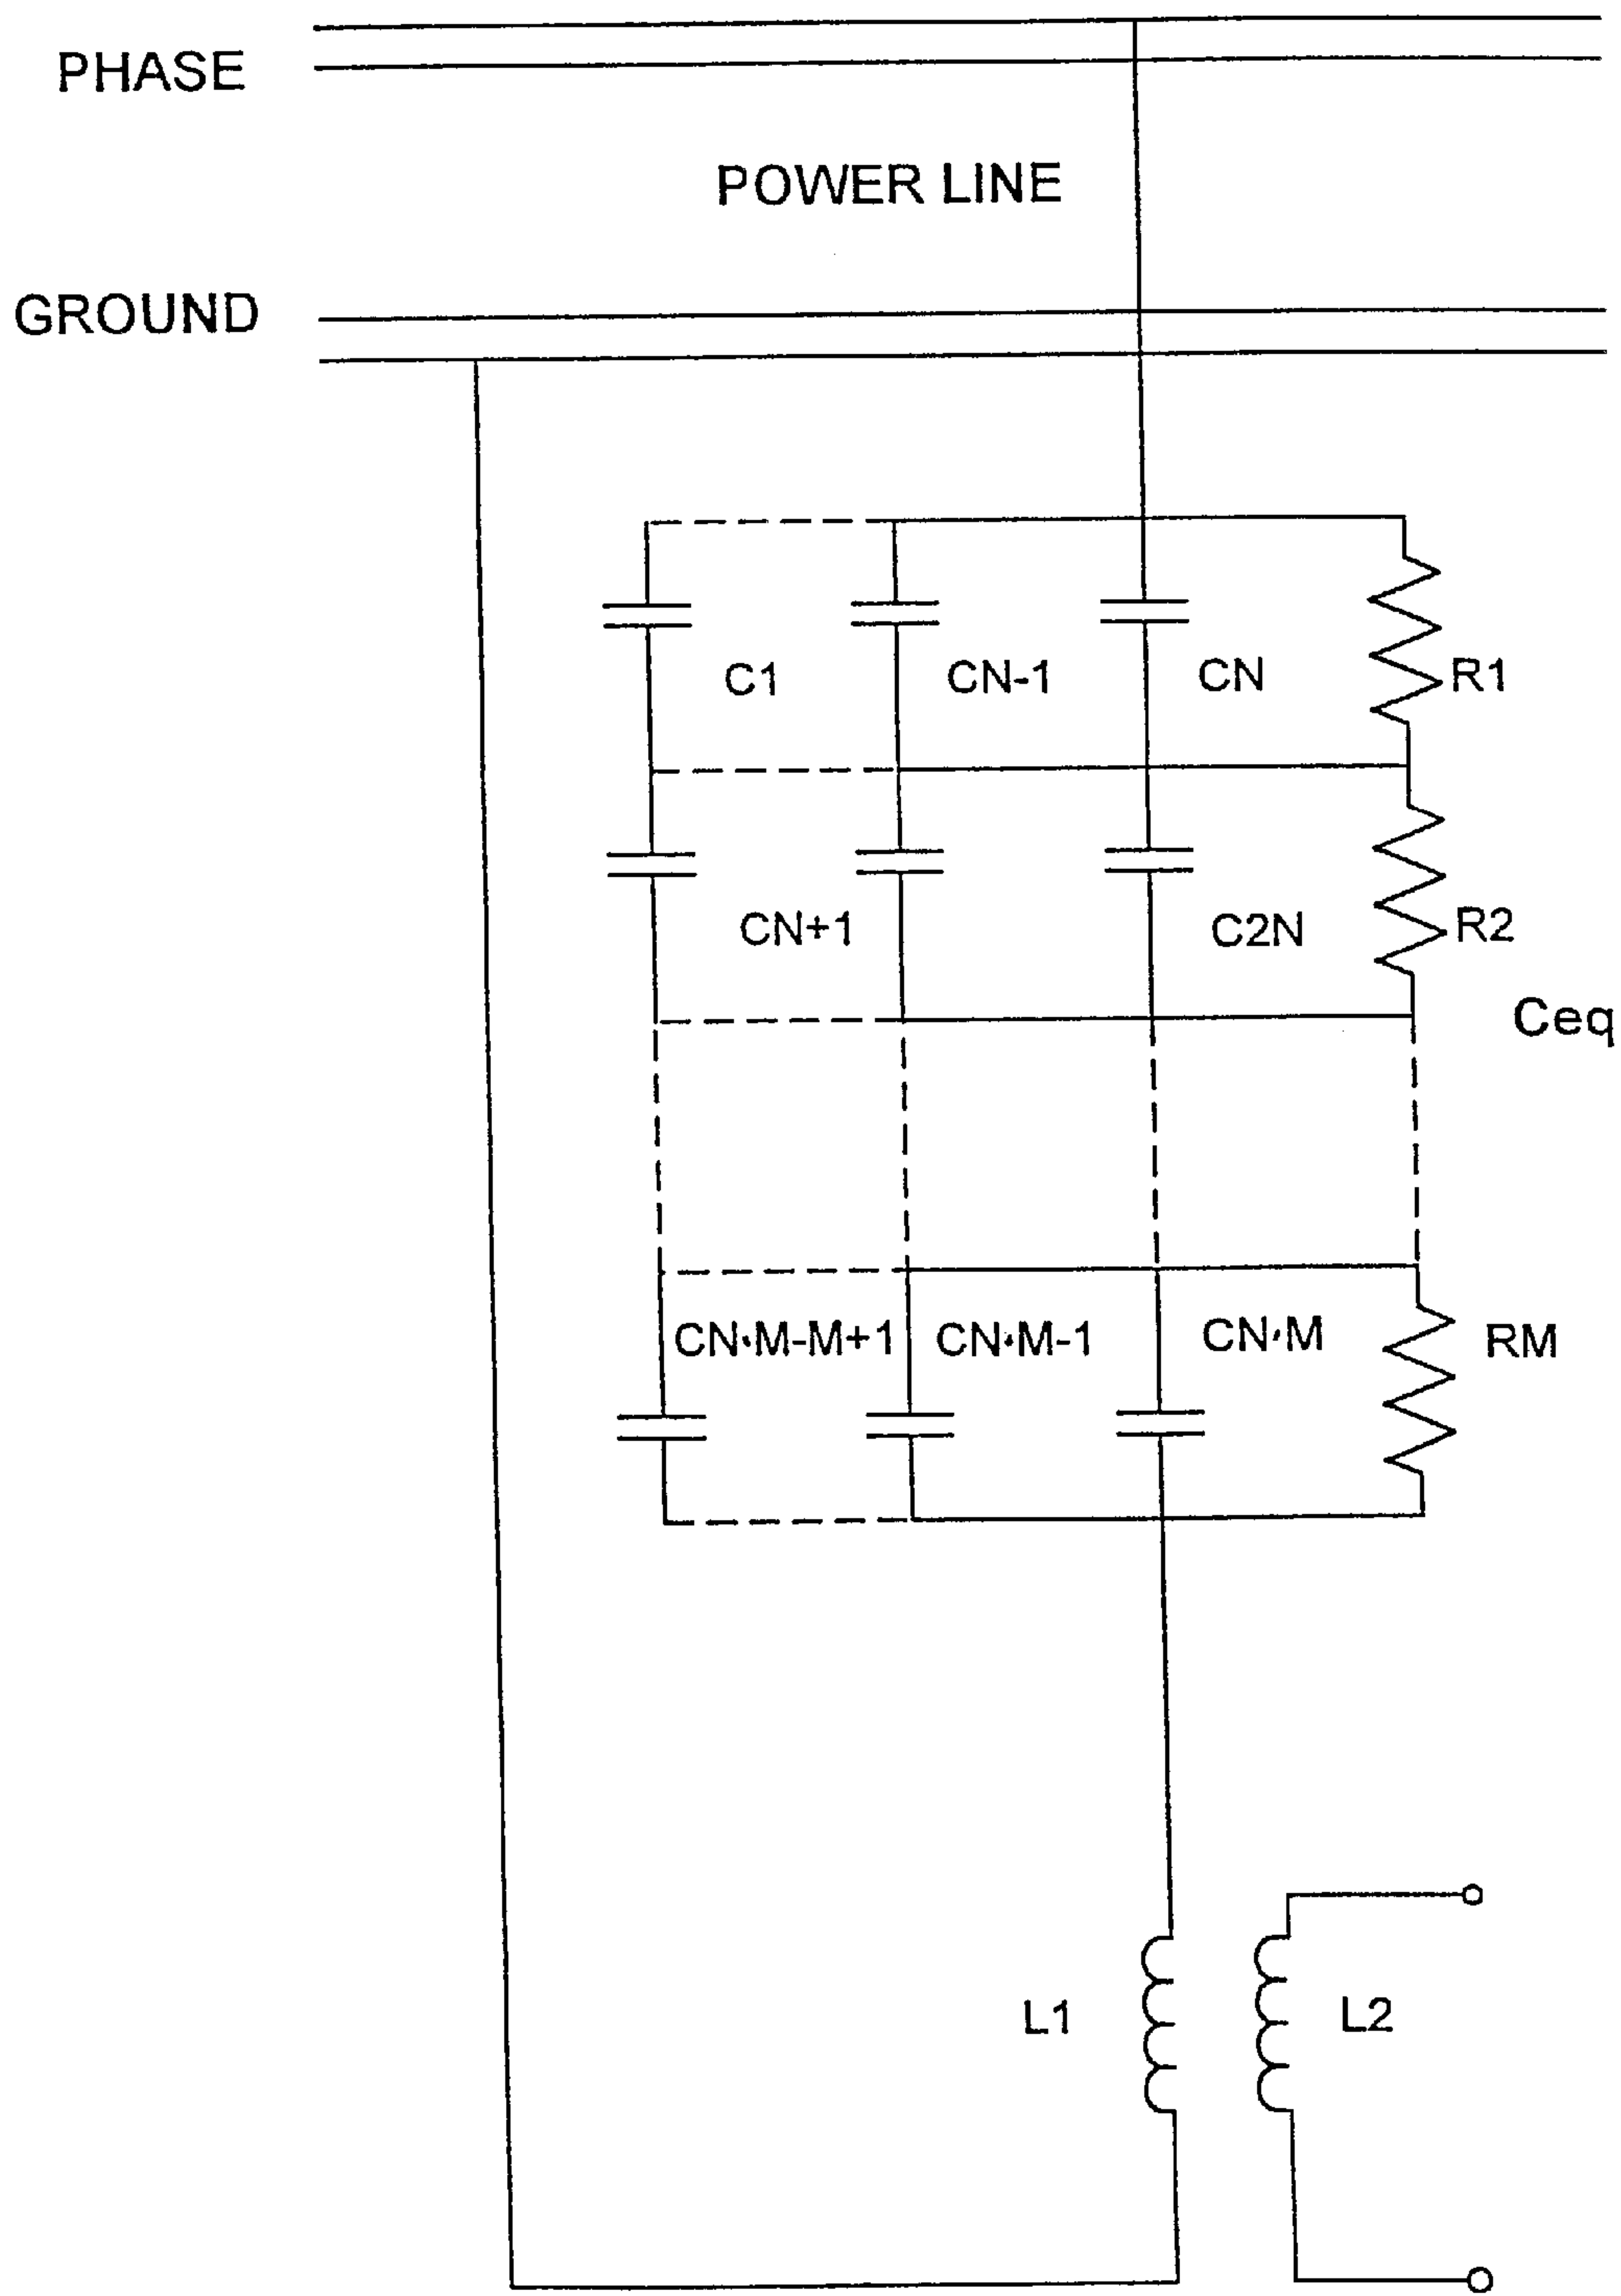 PHASE
POWER LINE
GROUND
C1
CN-1
CN
R1
CN+1
C2N
R2
Ceq
CN·M-M+1
CN·M-1
CN·M
RM
L1
L2